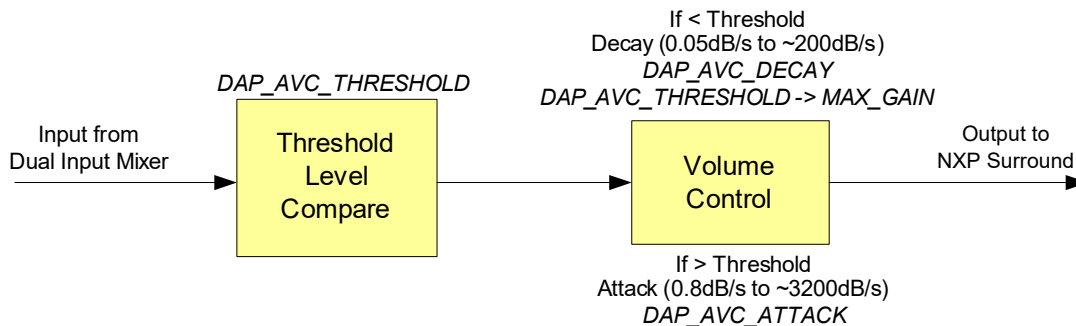 If < Threshold
Decay (0.05dB/s to ~200dB/s)
DAP_AVC_DECAY
DAP_AVC_THRESHOLD -> MAX_GAIN
DAP_AVC_THRESHOLD
Input from
Dual Input Mixer
Threshold
Level
Compare
Volume
Control
Output to
NXP Surround
If > Threshold
Attack (0.8dB/s to ~3200dB/s)
DAP_AVC_ATTACK